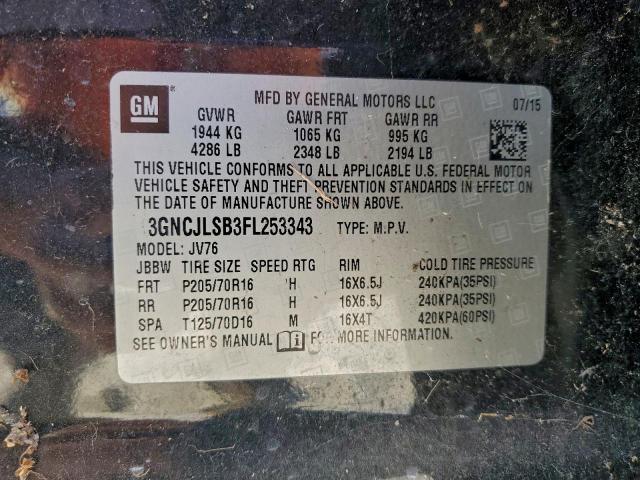 GM ®
MFD BY GENERAL MOTORS LLC 07/15
GVWR GAWR FRT GAWR RR
1944 KG 1065 KG 995 KG
4286 LB 2348 LB 2194 LB
THIS VEHICLE CONFORMS TO ALL APPLICABLE U.S. FEDERAL MOTOR
VEHICLE SAFETY AND THEFT PREVENTION STANDARDS IN EFFECT ON
THE DATE OF MANUFACTURE SHOWN ABOVE.
3GNCJLSB3FL253343 TYPE: M.P.V.
MODEL: JV76
JBBW TIRE SIZE SPEED RTG RIM COLD TIRE PRESSURE
FRT P205/70R16 H 16X6.5J 240KPA(35PSI)
RR P205/70R16 H 16X6.5J 240KPA(35PSI)
SPA T125/70D16 M 16X4T 420KPA(60PSI)
SEE OWNER'S MANUAL FOR MORE INFORMATION.